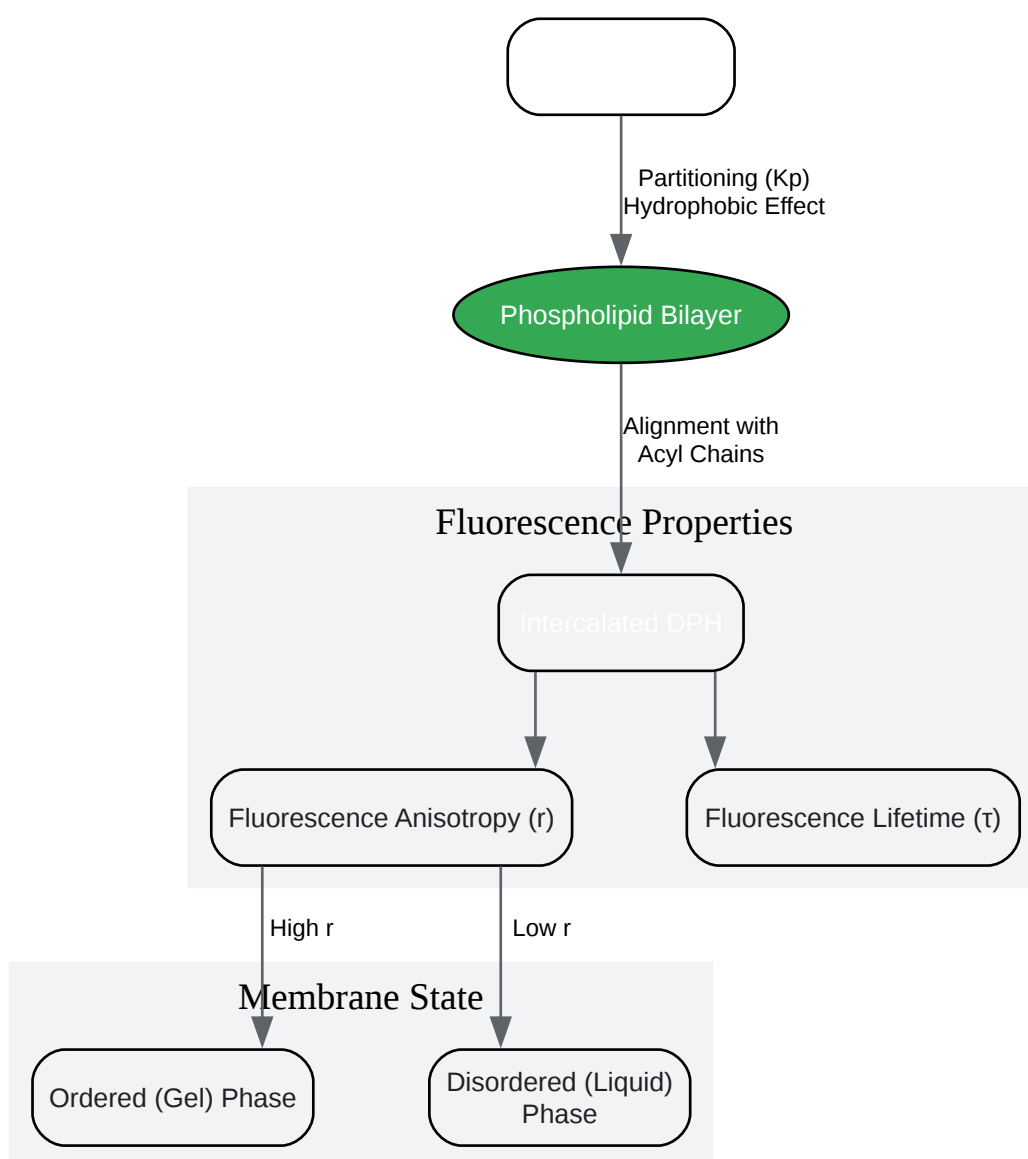 Partitioning (Kp)
Hydrophobic Effect
Phospholipid Bilayer
Alignment with
Acyl Chains
Fluorescence Properties
Intercalated DPH
Fluorescence Anisotropy (r)
Fluorescence Lifetime (τ)
High r
Low r
Membrane State
Ordered (Gel) Phase
Disordered (Liquid)
Phase